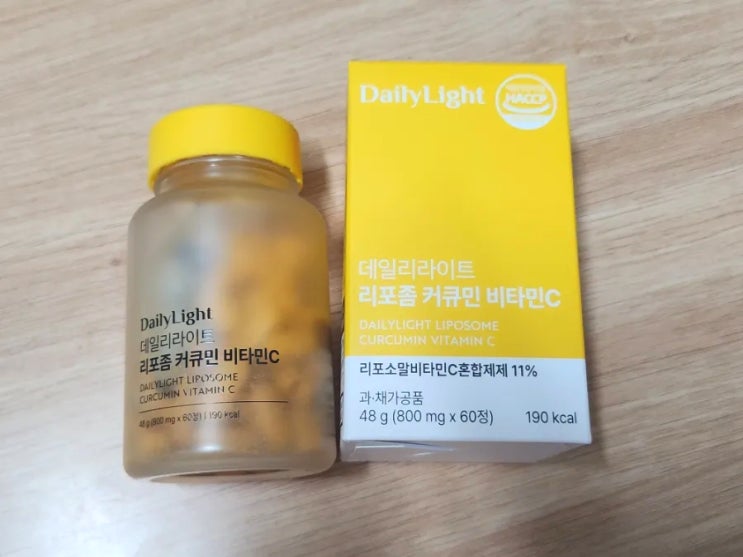 DailyLight
데일리라이트
리포좀 커큐민 비타민C
DAILYLIGHT LIPOSOME
CURCUMIN VITAMIN C
48 g (800 mg x 60정) | 190 kcal
DailyLight
HACCP
데일리라이트
리포좀 커큐민 비타민C
DAILYLIGHT LIPOSOME
CURCUMIN VITAMIN C
리포소말비타민C혼합제제 11%
과·채가공품
48 g (800 mg x 60정)
190 kcal